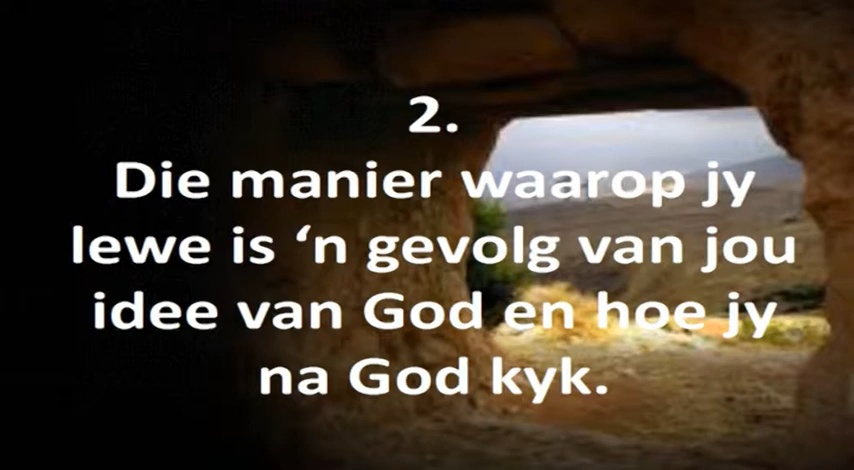 2.
Die manier waarop jy
lewe is ‘n gevolg van jou
idee van God en hoe jy
na God kyk.